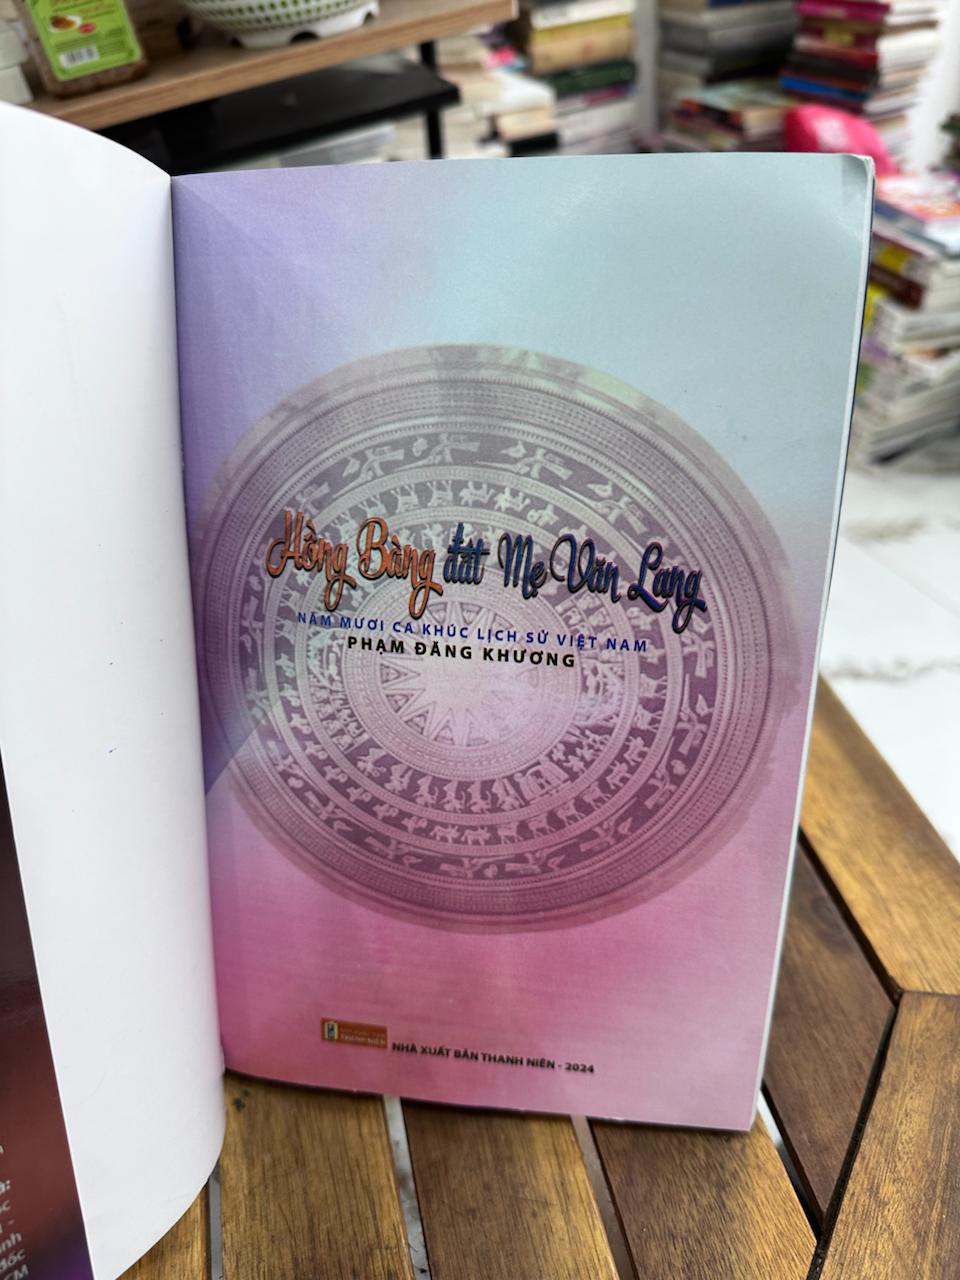 Hồng Bàng đất Mẹ Văn Lang
NĂM MƯƠI CA KHÚC LỊCH SỬ VIỆT NAM
PHẠM ĐĂNG KHƯƠNG
NHÀ XUẤT BẢN THANH NIÊN - 2024